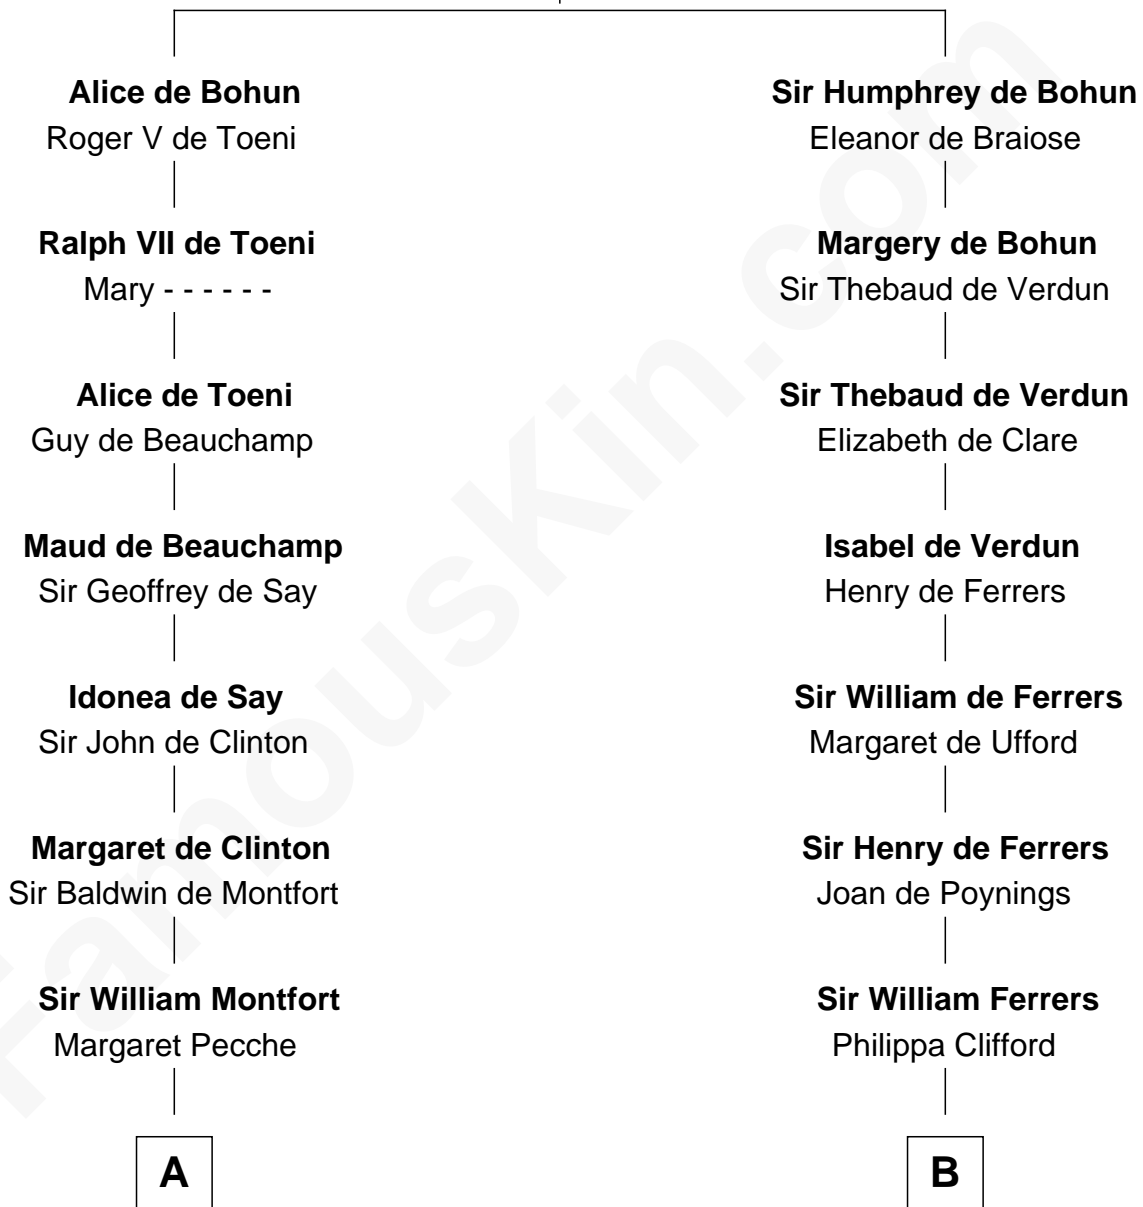 Alice de Bohun
Roger V de Toeni
Ralph VII de Toeni
Mary - - - - - -
Alice de Toeni
Guy de Beauchamp
Maud de Beauchamp
Sir Geoffrey de Say
Idonea de Say
Sir John de Clinton
Margaret de Clinton
Sir Baldwin de Montfort
Sir William Montfort
Margaret Pecche
A
Sir Humphrey de Bohun
Eleanor de Braiose
Margery de Bohun
Sir Thebaud de Verdun
Sir Thebaud de Verdun
Elizabeth de Clare
Isabel de Verdun
Henry de Ferrers
Sir William de Ferrers
Margaret de Ufford
Sir Henry de Ferrers
Joan de Poynings
Sir William Ferrers
Philippa Clifford
B
FamousKin.com